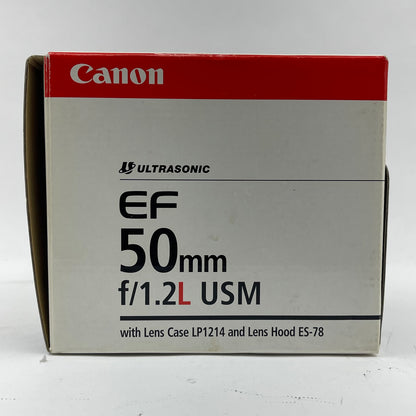 Canon
ULTRASONIC
EF
50mm
f/1.2L USM
with Lens Case LP1214 and Lens Hood ES-78